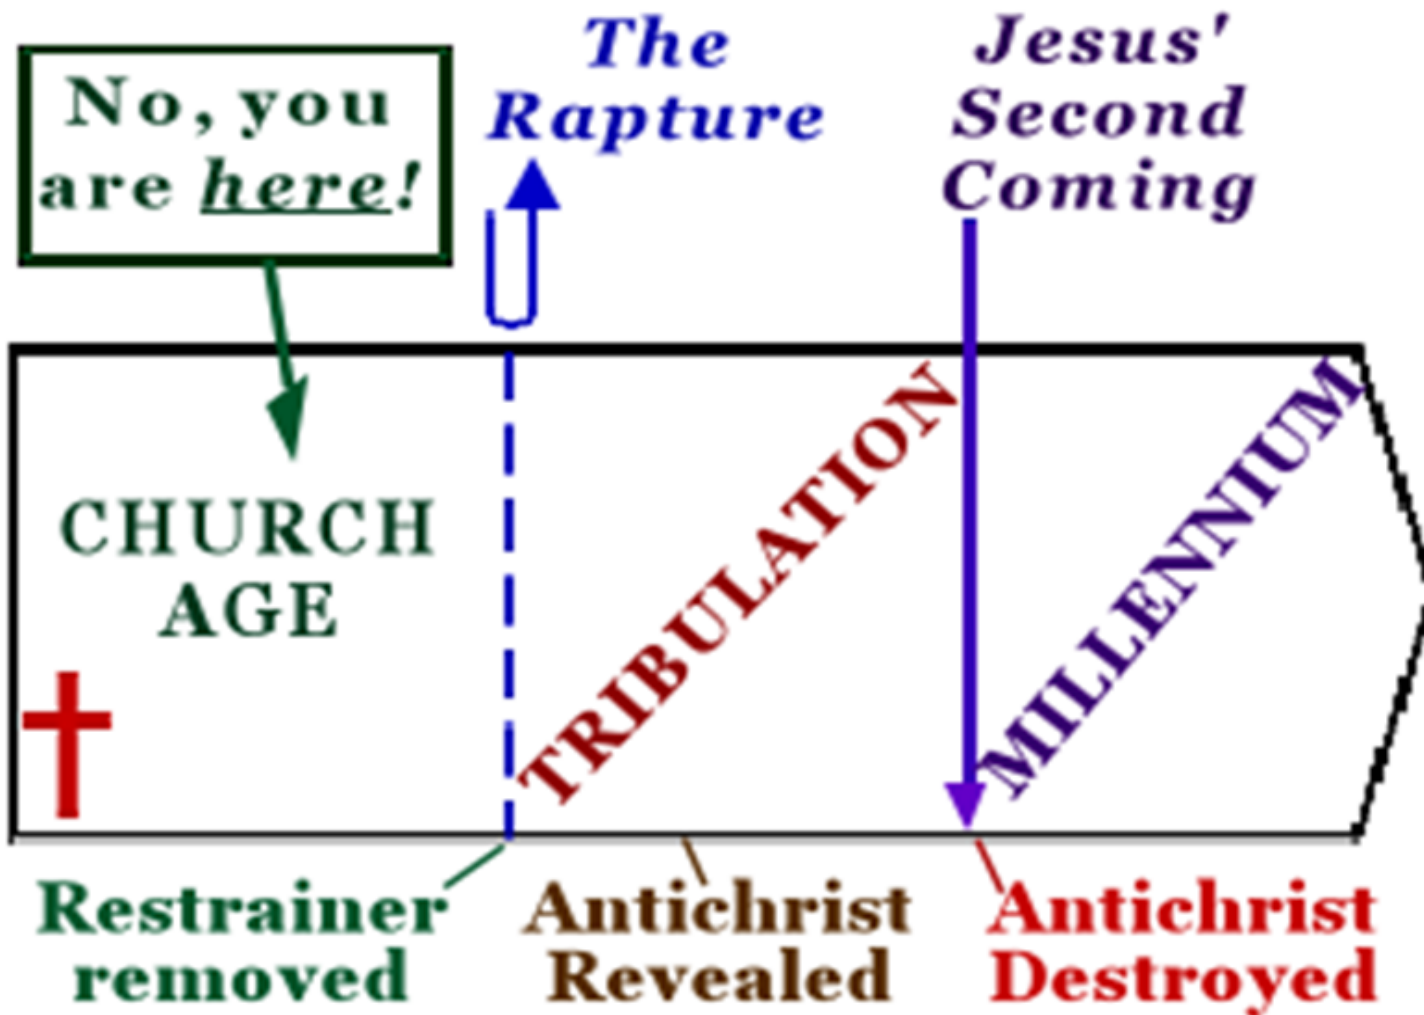 No, you
are here!
The
Rapture
Jesus'
Second
Coming
CHURCH
AGE
TRIBULATION
MILLENNIUM
Restrainer
removed
Antichrist
Revealed
Antichrist
Destroyed